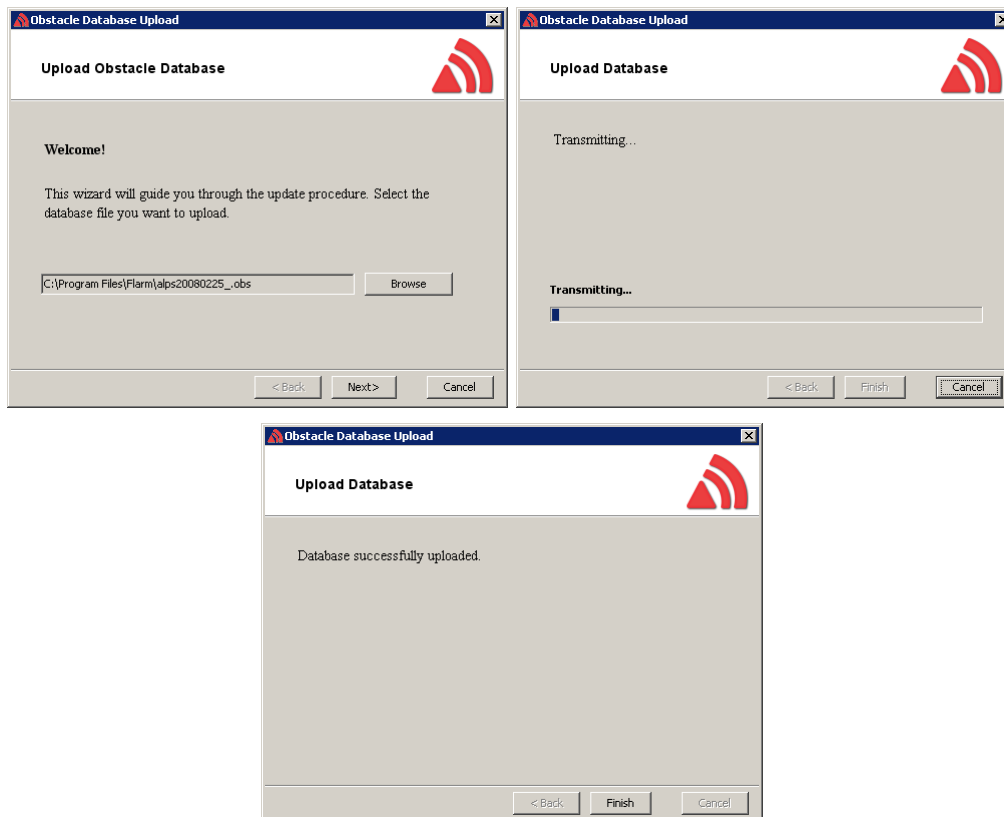 Obstacle Database Upload
Upload Obstacle Database
Welcome!
This wizard will guide you through the update procedure. Select the
database file you want to upload.
C:\Program Files\Flarm\alps20080225_.obs
Browse
< Back
Next>
Cancel
Obstacle Database Upload
Upload Database
Transmitting...
Transmitting...
< Back
Finish
Cancel
Obstacle Database Upload
Upload Database
Database successfully uploaded.
< Back
Finish
Cancel